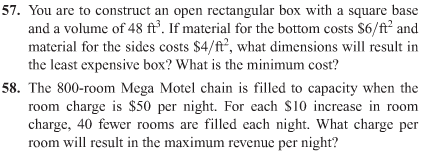 57. You are to construct an open rectangular box with a square base
and a volume of 48 ft³. If material for the bottom costs $6/ft² and
material for the sides costs $4/ft², what dimensions will result in
the least expensive box? What is the minimum cost?
58. The 800-room Mega Motel chain is filled to capacity when the
room charge is $50 per night. For each $10 increase in room
charge, 40 fewer rooms are filled each night. What charge per
room will result in the maximum revenue per night?